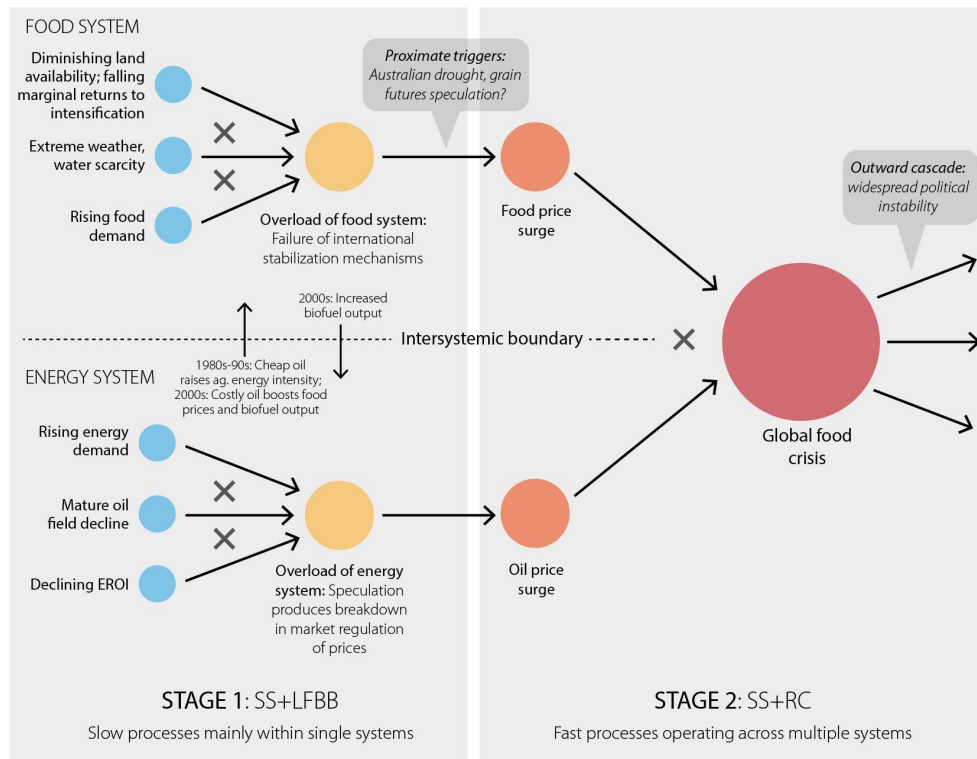 FOOD SYSTEM
Diminishing land
availability; falling
marginal returns to
intensification
Extreme weather,
water scarcity
Rising food
demand
Overload of food system:
Failure of international
stabilization mechanisms
Proximate triggers:
Australian drought, grain
futures speculation?
Food price
surge
Outward cascade:
widespread political
instability
2000s: Increased
biofuel output
Intersystemic boundary
1980s-90s: Cheap oil
raises ag. energy intensity;
2000s: Costly oil boosts food
prices and biofuel output
ENERGY SYSTEM
Rising energy
demand
Mature oil
field decline
Declining EROI
Overload of energy
system: Speculation
produces breakdown
in market regulation
of prices
Oil price
surge
Global food
crisis
STAGE 1: SS+LFBB
Slow processes mainly within single systems
STAGE 2: SS+RC
Fast processes operating across multiple systems